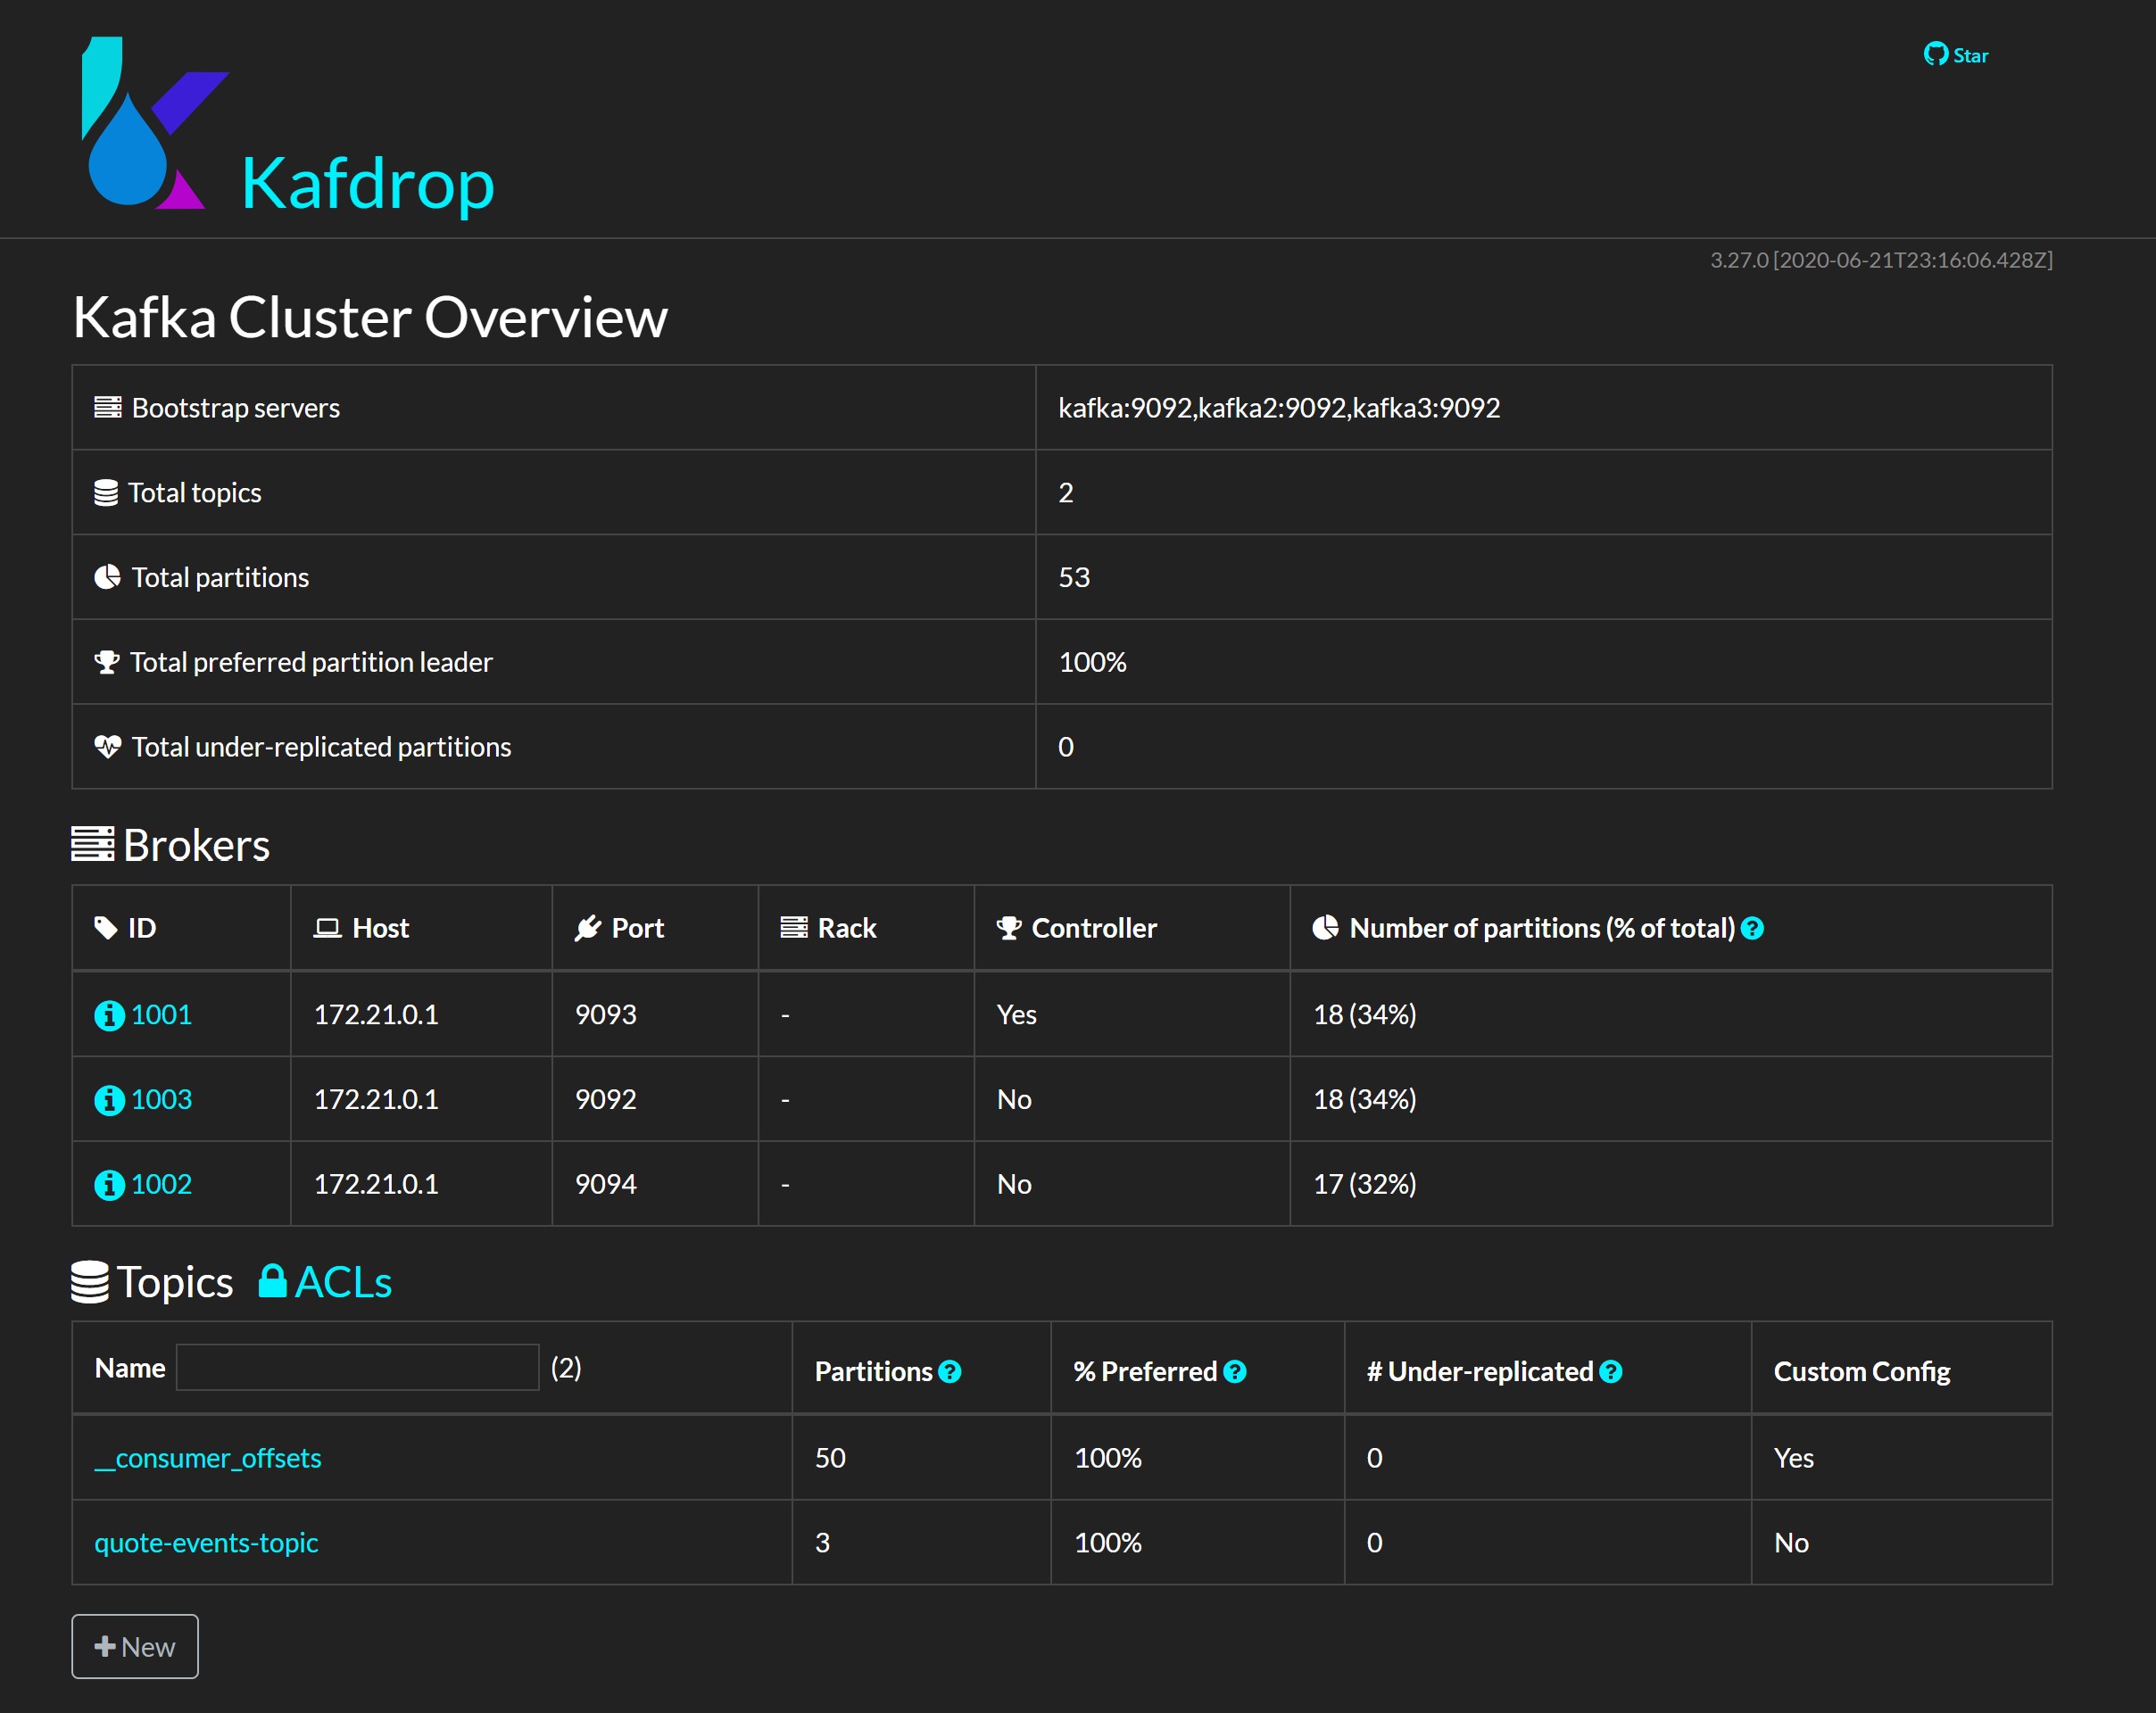 Star
Kafdrop
3.27.0 [2020-06-21T23:16:06.428Z]
Kafka Cluster Overview
Bootstrap servers kafka:9092,kafka2:9092,kafka3:9092
Total topics 2
Total partitions 53
Total preferred partition leader 100%
Total under-replicated partitions 0
Brokers
ID Host Port Rack Controller Number of partitions (% of total)
1001 172.21.0.1 9093 - Yes 18 (34%)
1003 172.21.0.1 9092 - No 18 (34%)
1002 172.21.0.1 9094 - No 17 (32%)
Topics ACLs
Name (2) Partitions % Preferred # Under-replicated Custom Config
__consumer_offsets 50 100% 0 Yes
quote-events-topic 3 100% 0 No
New